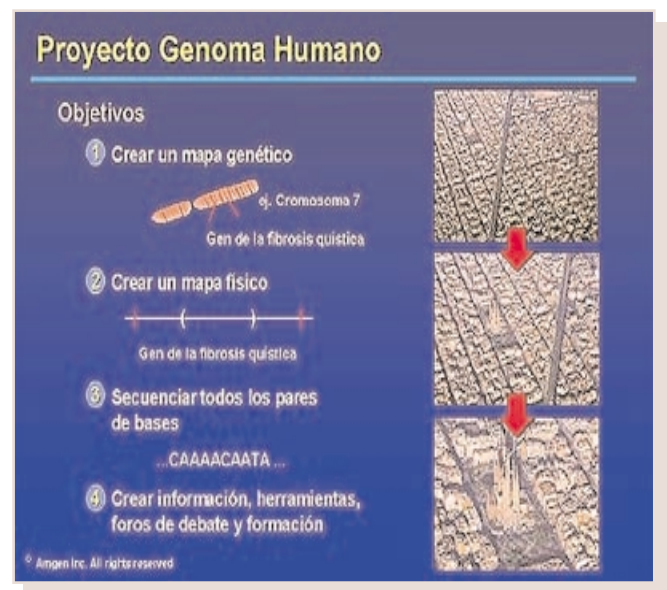 Proyecto Genoma Humano
Objetivos
1 Crear un mapa genético
ej. Cromosoma 7
Gen de la fibrosis quística
2 Crear un mapa físico
Gen de la fibrosis quística
3 Secuenciar todos los pares
de bases
...CAAAACAATA ...
4 Crear información, herramientas,
foros de debate y formación
© Amgen Inc. All rights reserved